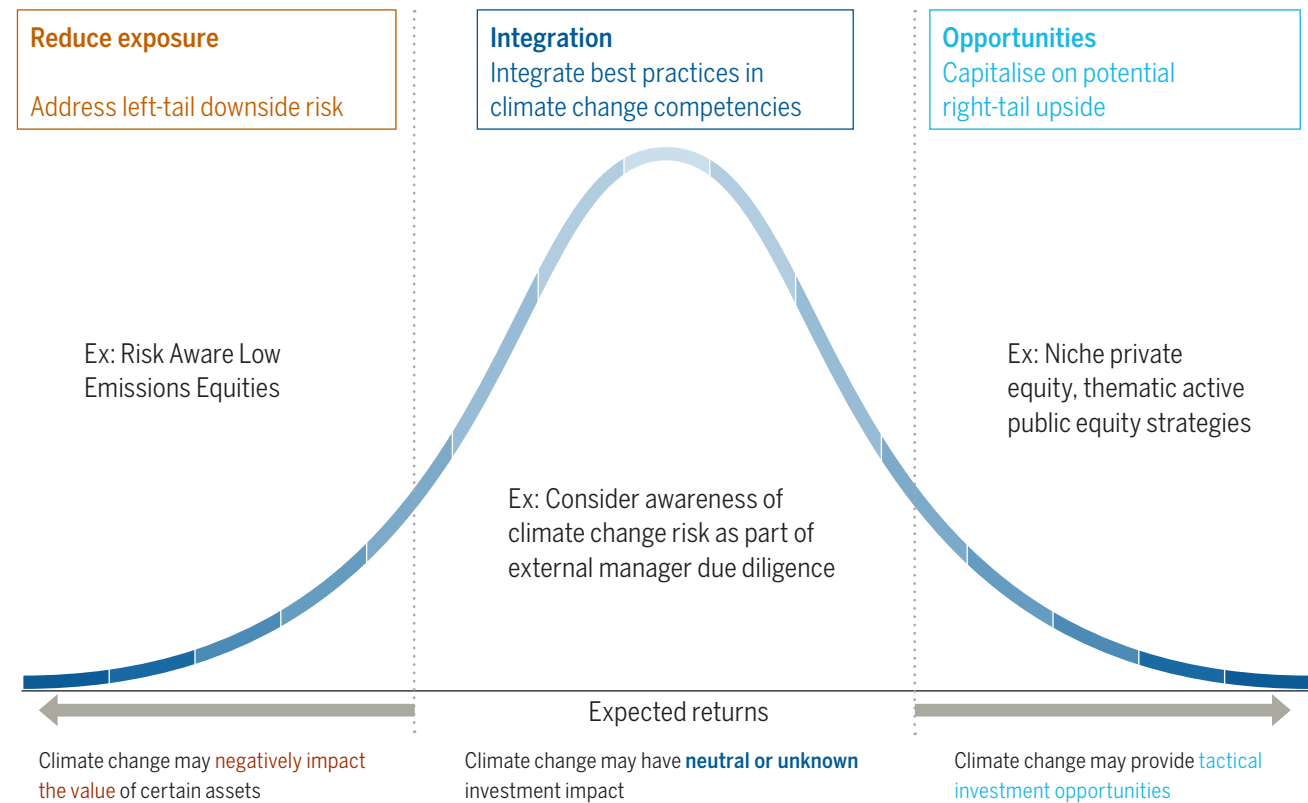 Reduce exposure
Address left-tail downside risk
Integration
Integrate best practices in
climate change competencies
Opportunities
Capitalise on potential
right-tail upside
Ex: Risk Aware Low
Emissions Equities
Ex: Consider awareness of
climate change risk as part of
external manager due diligence
Ex: Niche private
equity, thematic active
public equity strategies
Expected returns
Climate change may negatively impact
the value of certain assets
Climate change may have neutral or unknown
investment impact
Climate change may provide tactical
investment opportunities